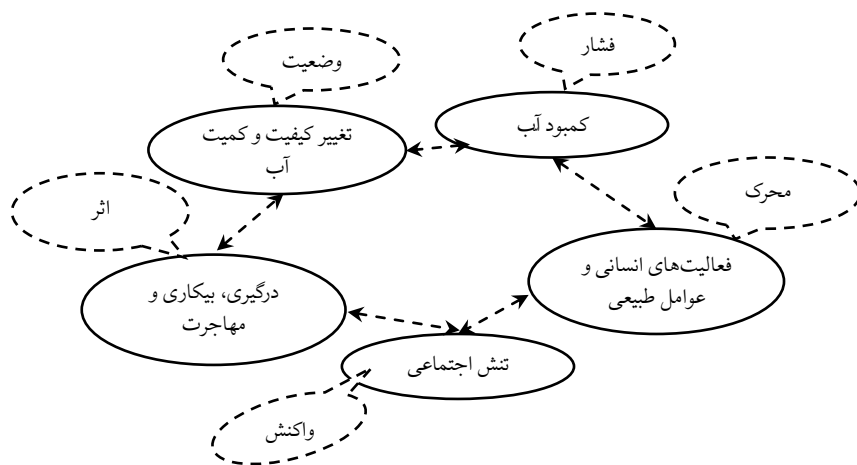 فشار
وضعیت
کمبود آب
تغییر کیفیت و کمیت
آب
محرک
اثر
فعالیت‌های انسانی و
عوامل طبیعی
درگیری، بیکاری و
مهاجرت
تنش اجتماعی
واکنش